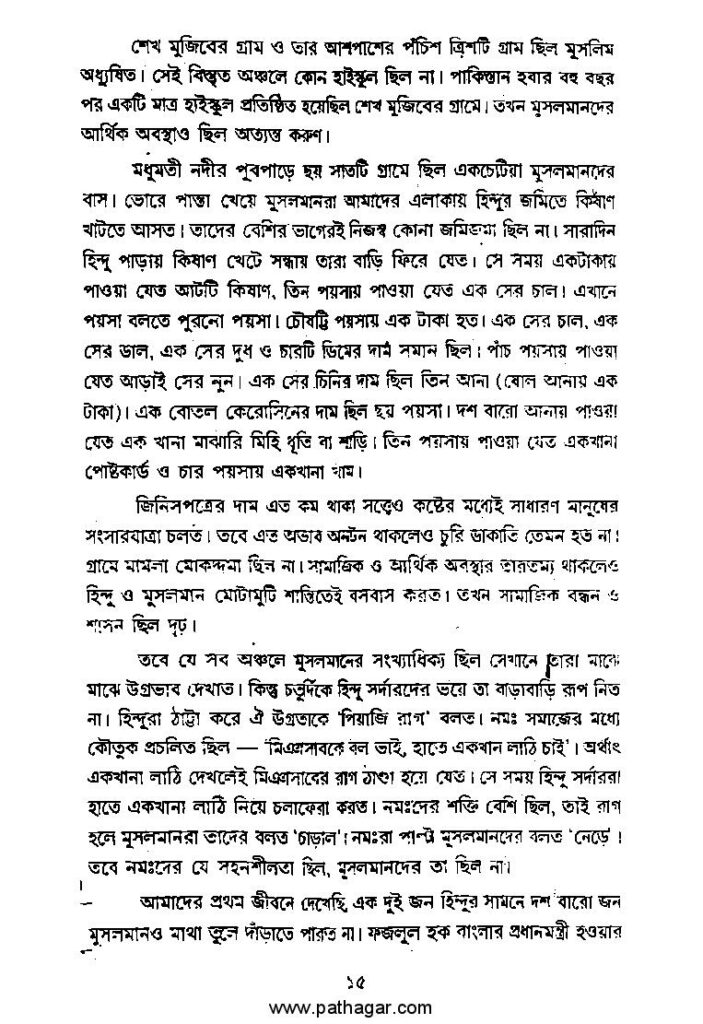 শেখ মুজিবের গ্রাম ও তার আশপাশের পঁচিশ ত্রিশটি গ্রাম ছিল মুসলিম
অধ্যুষিত। সেই বিস্তৃত অঞ্চলে কোন হাইস্কুল ছিল না। পাকিস্তান হবার বহু বছর
পর একটি মাত্র হাইস্কুল প্রতিষ্ঠিত হয়েছিল শেখ মুজিবের গ্রামে। তখন মুসলমানদের
আর্থিক অবস্থাও ছিল অত্যন্ত করুণ।
মধুমতী নদীর পুবপাড়ে ছয় সাতটি গ্রামে ছিল একচেটিয়া মুসলমানদের
বাস। ভোরে পান্তা খেয়ে মুসলমানরা আমাদের এলাকায় হিন্দুর জমিতে কিষাণ
খাটতে আসত। তাদের বেশির ভাগেরই নিজস্ব কোনা জমিজমা ছিল না। সারাদিন
হিন্দু পাড়ায় কিষাণ খেটে সন্ধায় তারা বাড়ি ফিরে যেত। সে সময় একটাকায়
পাওয়া যেত আটটি কিষাণ, তিন পয়সায় পাওয়া যেত এক সের চাল। এখানে
পয়সা বলতে পুরনো পয়সা। চৌষট্টি পয়সায় এক টাকা হত। এক সের চাল, এক
সের ডাল, এক সের দুধ ও চারটি ডিমের দাম সমান ছিল। পাঁচ পয়সায় পাওয়া
যেত আড়াই সের নুন। এক সের চিনির দাম ছিল তিন আনা (ষোল আনায় এক
টাকা)। এক বোতল কেরোসিনের দাম ছিল ছয় পয়সা। দশ বারো আনায় পাওয়া
যেত এক খানা মাঝারি মিহি ধৃতি বা শাড়ি। তিন পয়সায় পাওয়া যেত একখানা
পোষ্টকার্ড ও চার পয়সায় একখানা খাম।
জিনিসপত্রের দাম এত কম থাকা সত্ত্বেও কষ্টের মধ্যেই সাধারণ মানুষের
সংসারযাত্রা চলত। তবে এত অভাব অনটন থাকলেও চুরি ডাকাতি তেমন হত না।
গ্রামে মামলা মোকদ্দমা ছিল না। সামাজিক ও আর্থিক অবস্থার তারতম্য থাকলেও
হিন্দু ও মুসলমান মোটামুটি শান্তিতেই বসবাস করত। তখন সামাজিক বন্ধন ও
শাসন ছিল দৃঢ়।
তবে যে সব অঞ্চলে মুসলমানের সংখ্যাধিক্য ছিল সেখানে তারা মাঝে
মাঝে উগ্রভাব দেখাত। কিন্তু চতুর্দিকে হিন্দু সর্দারদের ভয়ে তা বাড়াবাড়ি রূপ নিত
না। হিন্দুরা ঠাট্টা করে ঐ উগ্রতাকে 'পিয়াজি রাগ' বলত। নমঃ সমাজের মধ্যে
কৌতুক প্রচলিত ছিল — 'মিঞাসাবকে বল ভাই, হাতে একখান লাঠি চাই'। অর্থাৎ
একখানা লাঠি দেখলেই মিঞাসাবের রাগ ঠাণ্ডা হয়ে যেত। সে সময় হিন্দু সর্দাররা
হাতে একখানা লাঠি নিয়ে চলাফেরা করত। নমঃদের শক্তি বেশি ছিল, তাই রাগ
হলে মুসলমানরা তাদের বলত 'চাড়াল'। নমঃরা পাল্টা মুসলমানদের বলত 'নেড়ে'।
তবে নমঃদের যে সহনশীলতা ছিল, মুসলমানদের তা ছিল না।
আমাদের প্রথম জীবনে দেখেছি, এক দুই জন হিন্দুর সামনে দশ বারো জন
মুসলমানও মাথা তুলে দাঁড়াতে পারত না। ফজলুল হক বাংলার প্রধানমন্ত্রী হওয়ার
১৫
www.pathagar.com